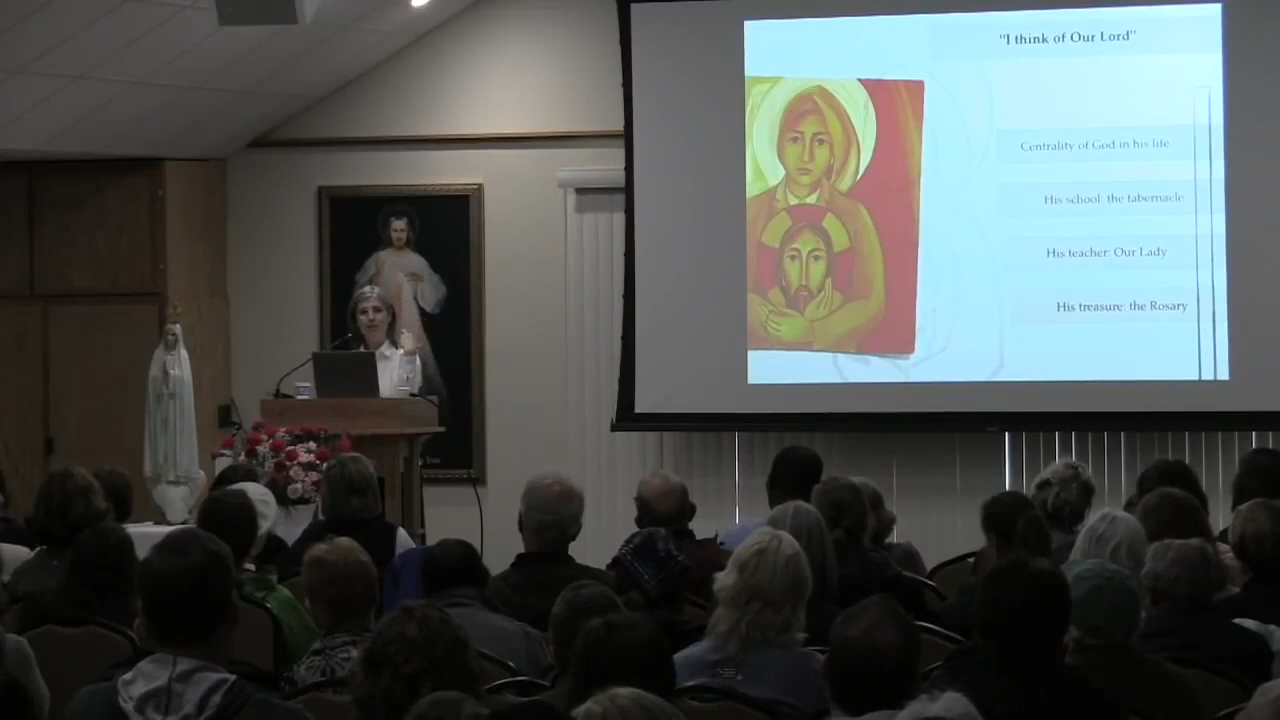 "I think of Our Lord"
Centrality of God in his life
His school: the tabernacle
His teacher: Our Lady
His treasure: the Rosary